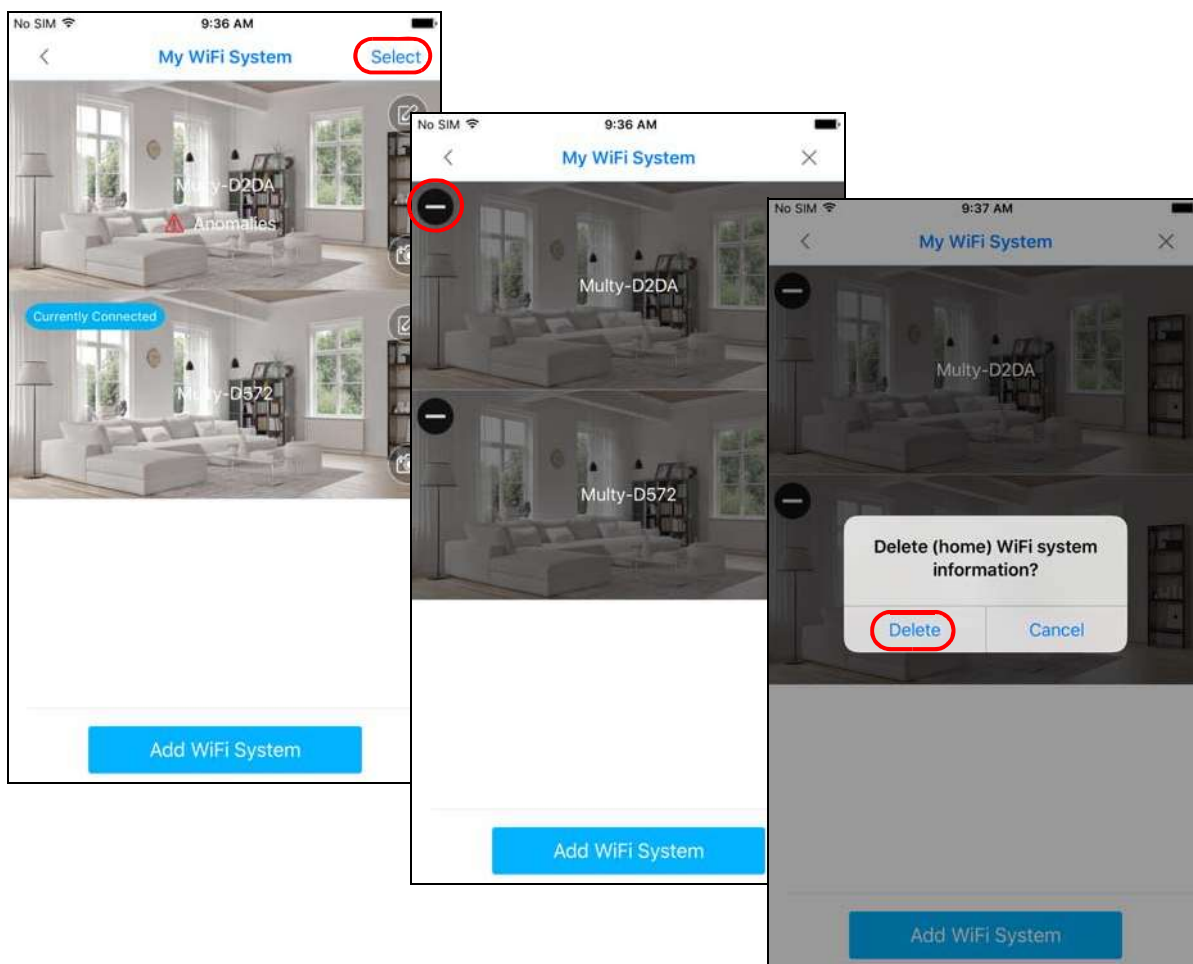 No SIM 9:36 AM
My WiFi System Select
Multy-D2DA
Anomalies
Currently Connected
Multy-D572
Add WiFi System
No SIM 9:36 AM
My WiFi System
Multy-D2DA
Multy-D572
Add WiFi System
No SIM 9:37 AM
My WiFi System
Multy-D2DA
Delete (home) WiFi system
information?
Delete Cancel
Add WiFi System